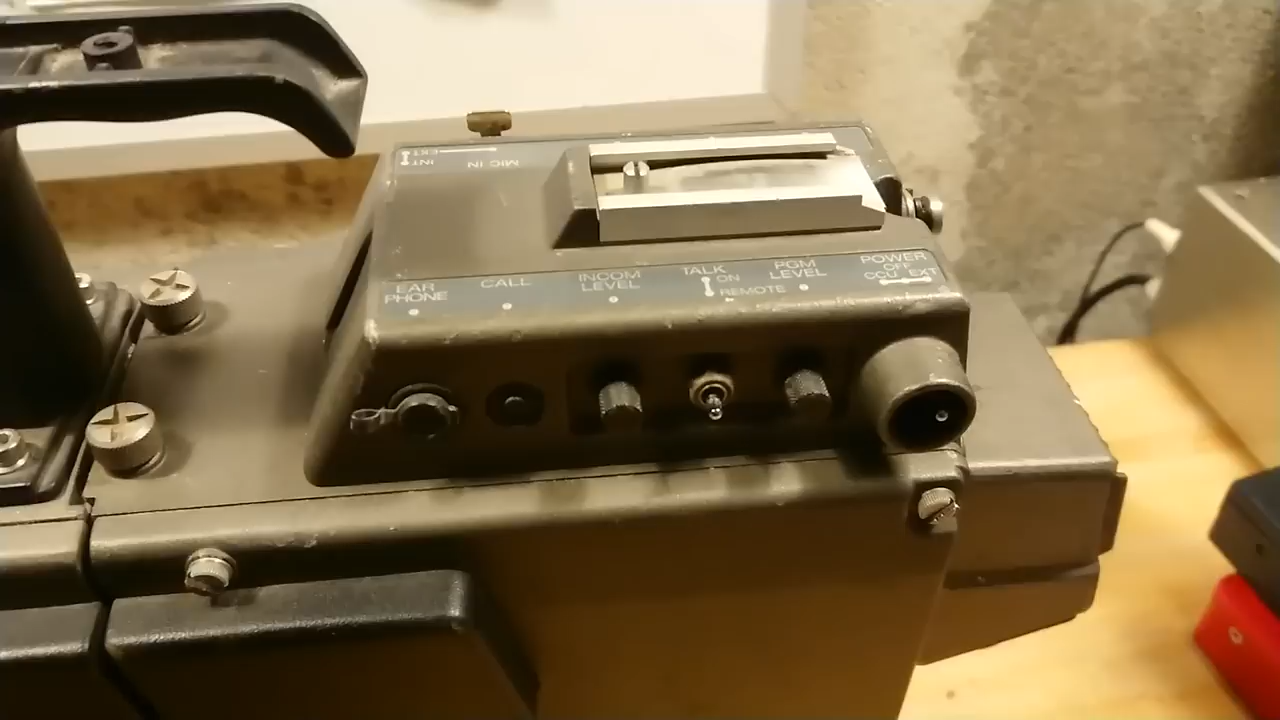 EXT
INT
MIC IN
EAR
PHONE
CALL
INCOM
LEVEL
TALK
ON
REMOTE
PGM
LEVEL
POWER
OFF
CCU EXT